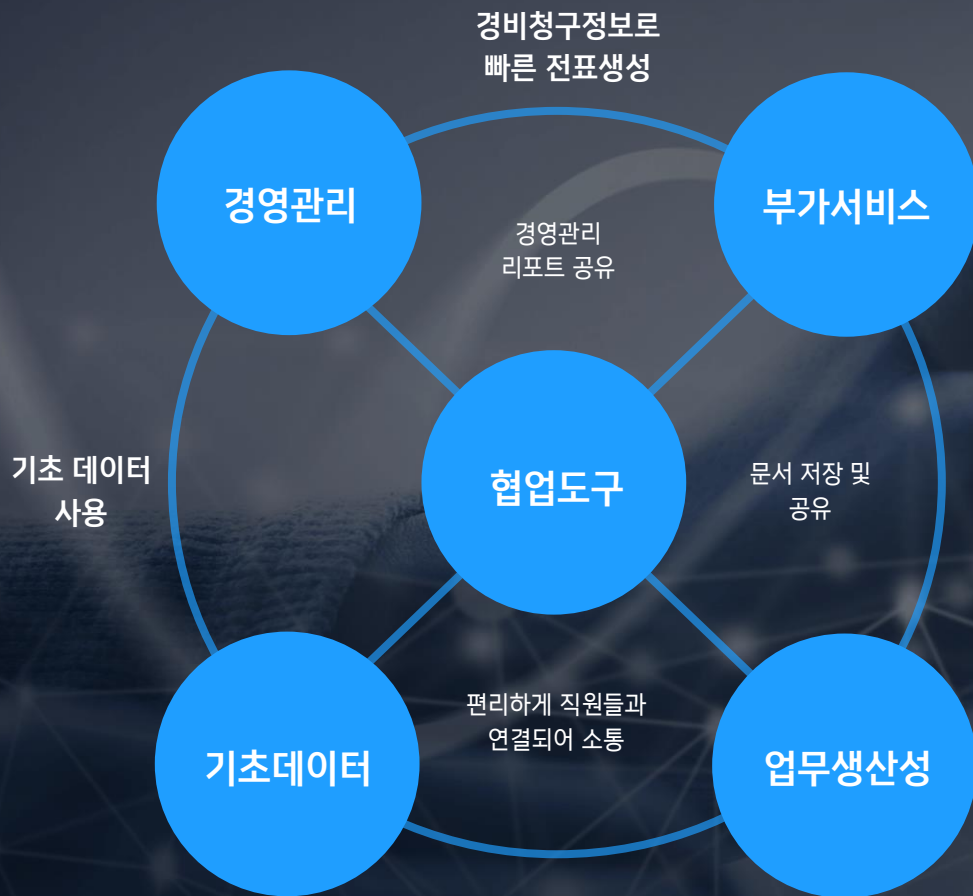 경비청구정보로
빠른 전표생성
경영관리
부가서비스
경영관리
리포트 공유
기초 데이터
사용
협업도구
문서 저장 및
공유
편리하게 직원들과
연결되어 소통
기초데이터
업무생산성